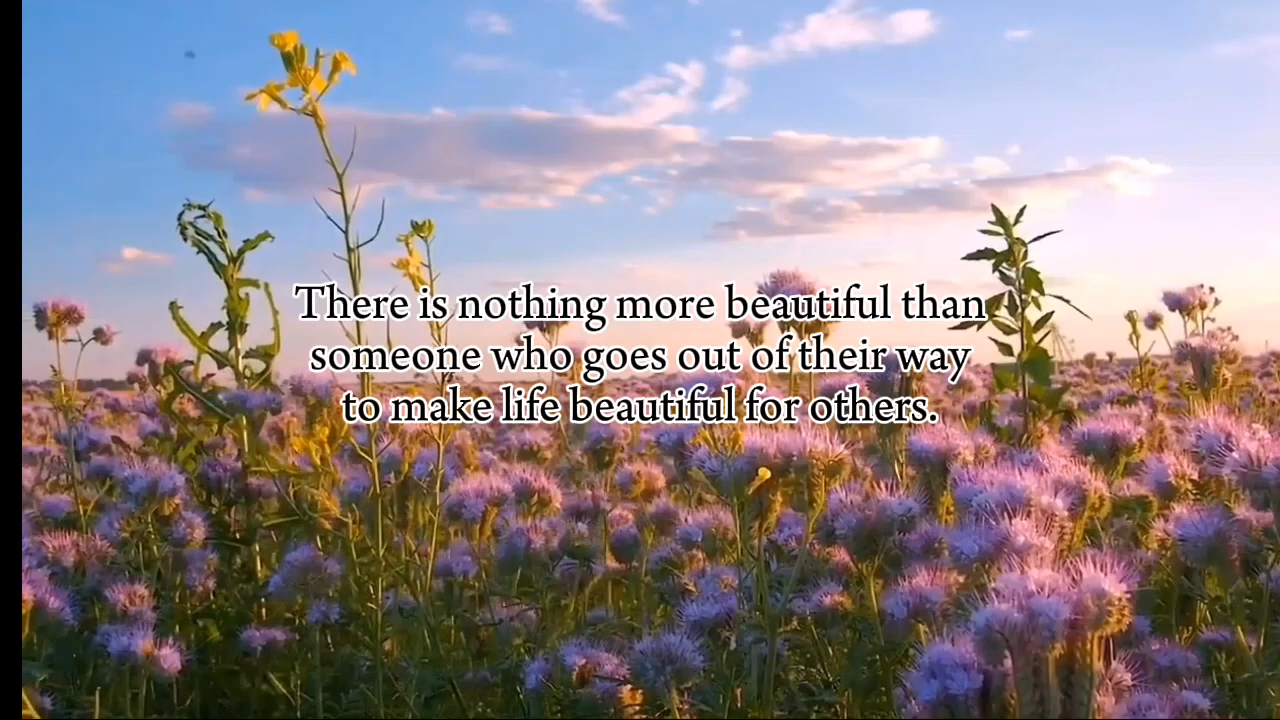 There is nothing more beautiful than
someone who goes out of their way
to make life beautiful for others.